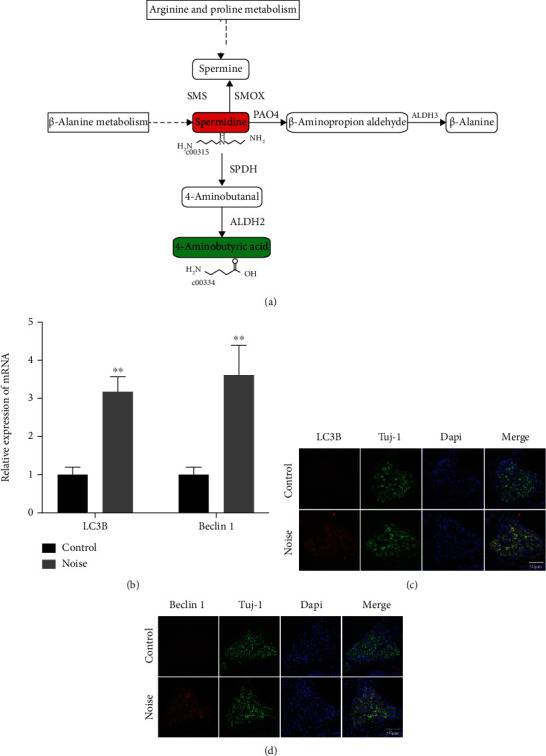 Arginine and proline metabolism
Spermine
SMS SMOX
β-Alanine metabolism Spermidine PAO4 β-Aminopropion aldehyde ALDH3 β-Alanine
H₂N NH₂
c00315
SPDH
4-Aminobutanal
ALDH2
4-Aminobutyric acid
H₂N O OH
c00334
(a)
Relative expression of mRNA
5
4
3
2
1
0
** **
LC3B Beclin 1
Control
Noise
(b)
LC3B Tuj-1 Dapi Merge
Control
Noise
(c)
Beclin 1 Tuj-1 Dapi Merge
Control
Noise
(d)